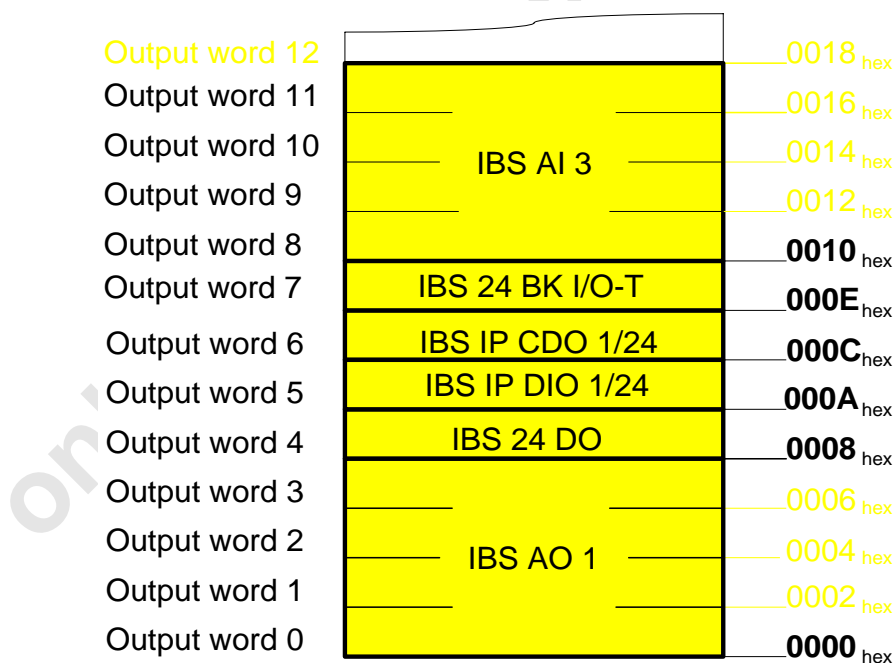 Output word 12 0018 hex
Output word 11 0016 hex
Output word 10 IBS AI 3 0014 hex
Output word 9 0012 hex
Output word 8 0010 hex
Output word 7 IBS 24 BK I/O-T 000E hex
Output word 6 IBS IP CDO 1/24 000C hex
Output word 5 IBS IP DIO 1/24 000A hex
Output word 4 IBS 24 DO 0008 hex
Output word 3 0006 hex
Output word 2 IBS AO 1 0004 hex
Output word 1 0002 hex
Output word 0 0000 hex